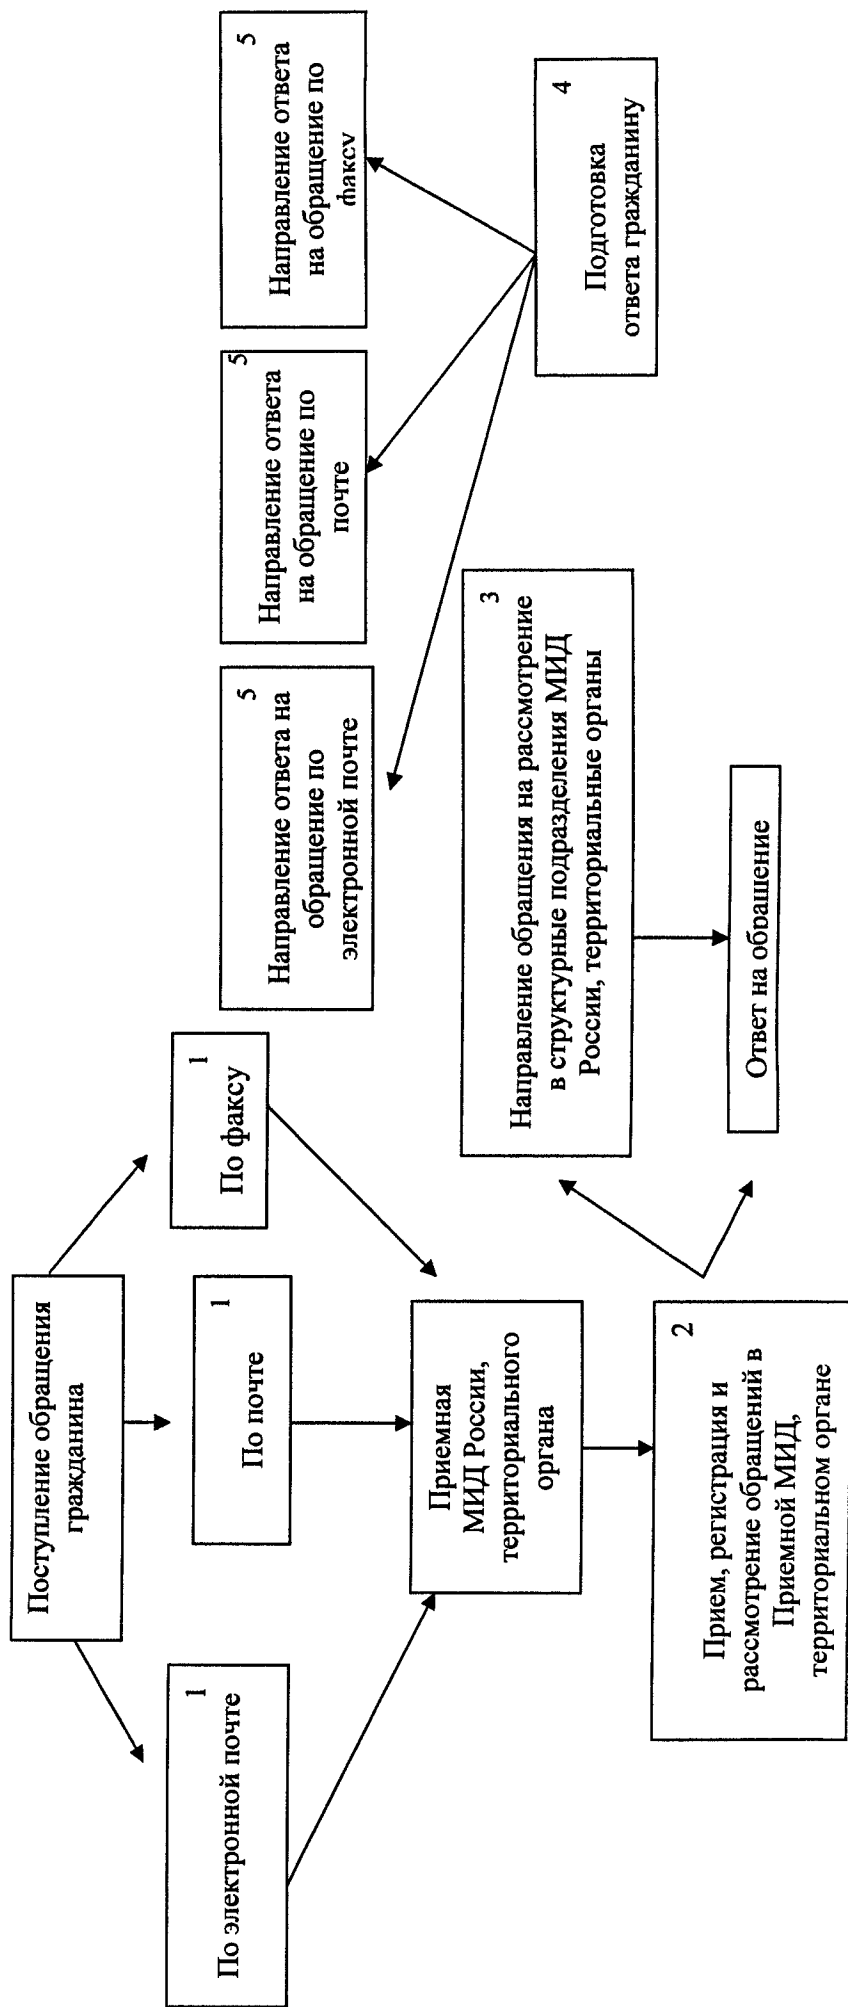 Поступление обращения
гражданина
1
По электронной почте
1
По почте
1
По факсу
Приемная
МИД России,
территориального
органа
2
Прием, регистрация и
рассмотрение обращений в
Приемной МИД,
территориальном органе
3
Направление обращения на рассмотрение
в структурные подразделения МИД
России, территориальные органы
Ответ на обращение
4
Подготовка
ответа гражданину
5
Направление ответа на
обращение по
электронной почте
5
Направление ответа
на обращение по
почте
5
Направление ответа
на обращение по
факсу